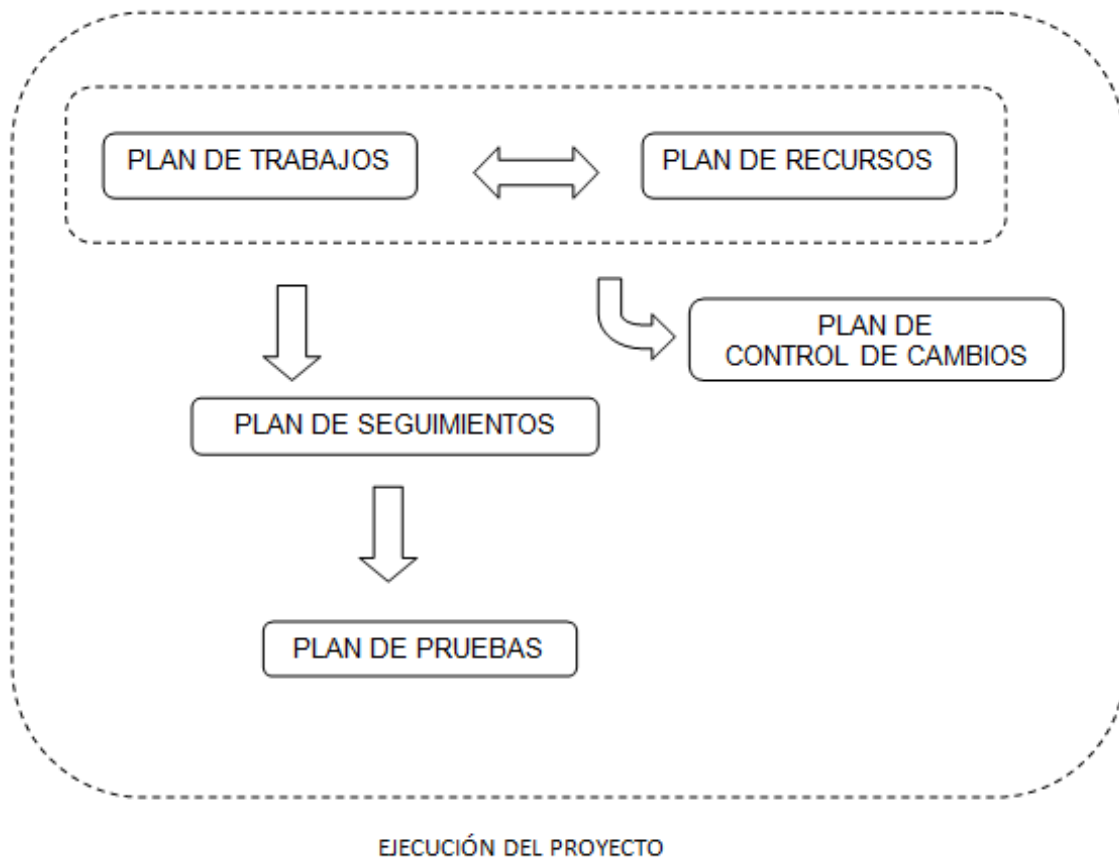 PLAN DE TRABAJOS
PLAN DE RECURSOS
PLAN DE
CONTROL DE CAMBIOS
PLAN DE SEGUIMIENTOS
PLAN DE PRUEBAS
EJECUCIÓN DEL PROYECTO